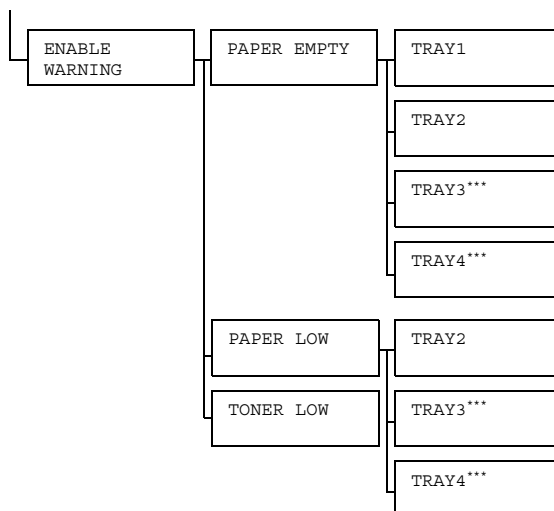 ENABLE
WARNING
PAPER EMPTY
TRAY1
TRAY2
TRAY3***
TRAY4***
PAPER LOW
TRAY2
TONER LOW
TRAY3***
TRAY4***